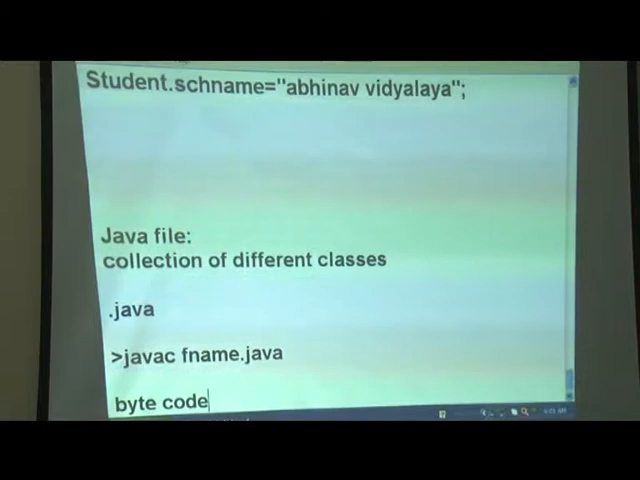 Student.schname="abhinav vidyalaya";
Java file:
collection of different classes
.java
>javac fname.java
byte code